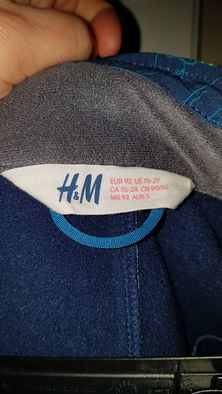 H&M
EUR 92 US 1½-2Y
CA 1½-2A CN 90/52
MX 92 AUS 2